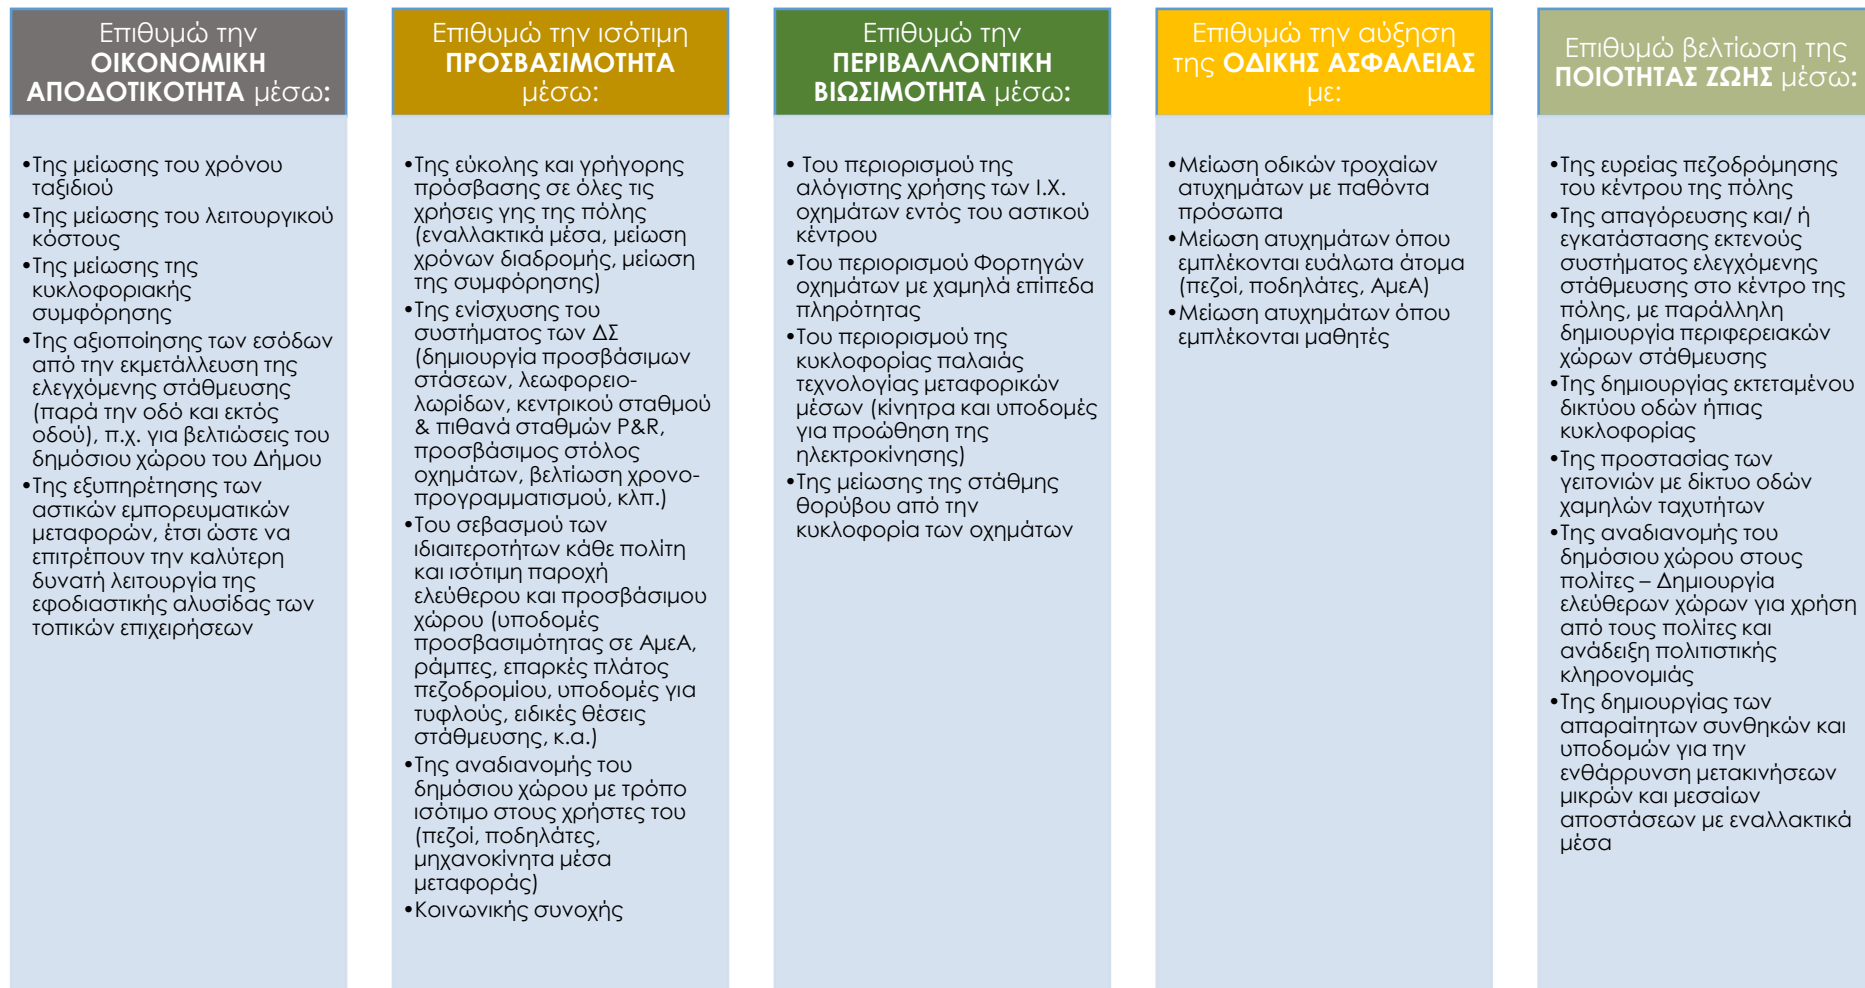 Επιθυμώ την
ΟΙΚΟΝΟΜΙΚΗ
ΑΠΟΔΟΤΙΚΟΤΗΤΑ μέσω:
•Της μείωσης του χρόνου
ταξιδιού
•Της μείωσης του λειτουργικού
κόστους
•Της μείωσης της
κυκλοφοριακής
συμφόρησης
•Της αξιοποίησης των εσόδων
από την εκμετάλλευση της
ελεγχόμενης στάθμευσης
(παρά την οδό και εκτός
οδού), π.χ. για βελτιώσεις του
δημόσιου χώρου του Δήμου
•Της εξυπηρέτησης των
αστικών εμπορευματικών
μεταφορών, έτσι ώστε να
επιτρέπουν την καλύτερη
δυνατή λειτουργία της
εφοδιαστικής αλυσίδας των
τοπικών επιχειρήσεων
Επιθυμώ την ισότιμη
ΠΡΟΣΒΑΣΙΜΟΤΗΤΑ
μέσω:
•Της εύκολης και γρήγορης
πρόσβασης σε όλες τις
χρήσεις γης της πόλης
(εναλλακτικά μέσα, μείωση
χρόνων διαδρομής, μείωση
της συμφόρησης)
•Της ενίσχυσης του
συστήματος των ΔΣ
(δημιουργία προσβάσιμων
στάσεων, λεωφορειο-
λωρίδων, κεντρικού σταθμού
& πιθανά σταθμών P&R,
προσβάσιμος στόλος
οχημάτων, βελτίωση χρονο-
προγραμματισμού, κλπ.)
•Του σεβασμού των
ιδιαιτεροτήτων κάθε πολίτη
και ισότιμη παροχή
ελεύθερου και προσβάσιμου
χώρου (υποδομές
προσβασιμότητας σε ΑμεΑ,
ράμπες, επαρκές πλάτος
πεζοδρομίου, υποδομές για
τυφλούς, ειδικές θέσεις
στάθμευσης, κ.α.)
•Της αναδιανομής του
δημόσιου χώρου με τρόπο
ισότιμο στους χρήστες του
(πεζοί, ποδηλάτες,
μηχανοκίνητα μέσα
μεταφοράς)
•Κοινωνικής συνοχής
Επιθυμώ την
ΠΕΡΙΒΑΛΛΟΝΤΙΚΗ
ΒΙΩΣΙΜΟΤΗΤΑ μέσω:
• Του περιορισμού της
αλόγιστης χρήσης των Ι.Χ.
οχημάτων εντός του αστικού
κέντρου
•Του περιορισμού Φορτηγών
οχημάτων με χαμηλά επίπεδα
πληρότητας
•Του περιορισμού της
κυκλοφορίας παλαιάς
τεχνολογίας μεταφορικών
μέσων (κίνητρα και υποδομές
για προώθηση της
ηλεκτροκίνησης)
•Της μείωσης της στάθμης
θορύβου από την
κυκλοφορία των οχημάτων
Επιθυμώ την αύξηση
της ΟΔΙΚΗΣ ΑΣΦΑΛΕΙΑΣ
με:
•Μείωση οδικών τροχαίων
ατυχημάτων με παθόντα
πρόσωπα
•Μείωση ατυχημάτων όπου
εμπλέκονται ευάλωτα άτομα
(πεζοί, ποδηλάτες, ΑμεΑ)
•Μείωση ατυχημάτων όπου
εμπλέκονται μαθητές
Επιθυμώ βελτίωση της
ΠΟΙΟΤΗΤΑΣ ΖΩΗΣ μέσω:
•Της ευρείας πεζοδρόμησης
του κέντρου της πόλης
•Της απαγόρευσης και/ ή
εγκατάστασης εκτενούς
συστήματος ελεγχόμενης
στάθμευσης στο κέντρο της
πόλης, με παράλληλη
δημιουργία περιφερειακών
χώρων στάθμευσης
•Της δημιουργίας εκτεταμένου
δικτύου οδών ήπιας
κυκλοφορίας
•Της προστασίας των
γειτονιών με δίκτυο οδών
χαμηλών ταχυτήτων
•Της αναδιανομής του
δημόσιου χώρου στους
πολίτες – Δημιουργία
ελεύθερων χώρων για χρήση
από τους πολίτες και
ανάδειξη πολιτιστικής
κληρονομιάς
•Της δημιουργίας των
απαραίτητων συνθηκών και
υποδομών για την
ενθάρρυνση μετακινήσεων
μικρών και μεσαίων
αποστάσεων με εναλλακτικά
μέσα